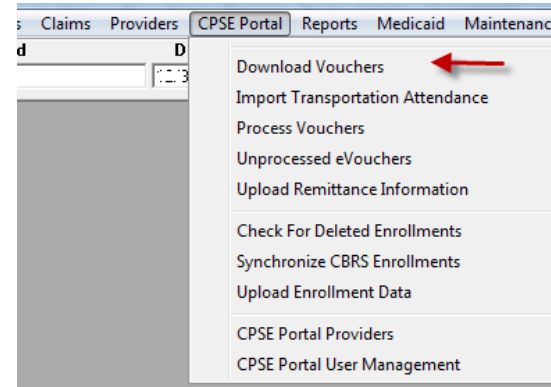 s Claims Providers CPSE Portal Reports Medicaid Maintenanc
d D
Download Vouchers
Import Transportation Attendance
Process Vouchers
Unprocessed eVouchers
Upload Remittance Information
Check For Deleted Enrollments
Synchronize CBRS Enrollments
Upload Enrollment Data
CPSE Portal Providers
CPSE Portal User Management